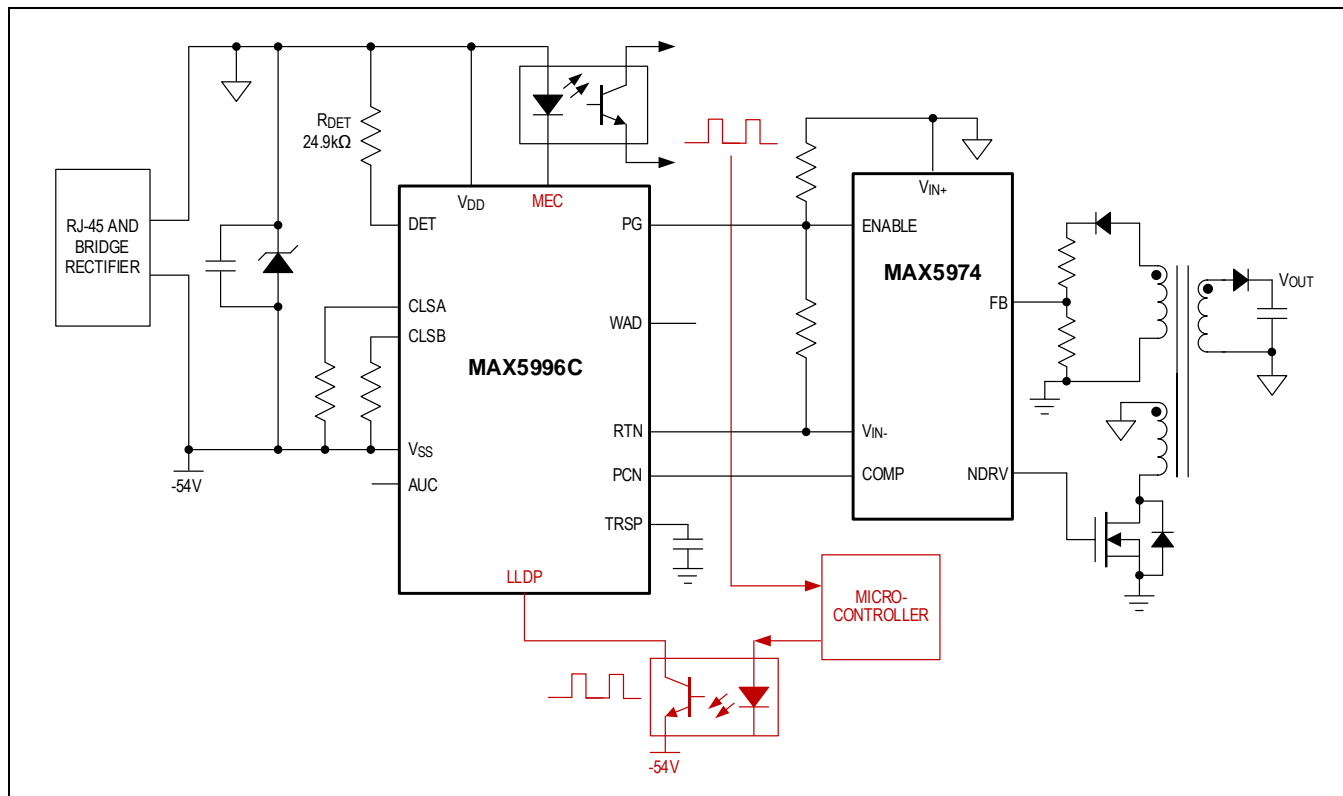 RDET
24.9kΩ
RJ-45 AND
BRIDGE
RECTIFIER
VDD
MEC
DET
PG
CLSA
CLSB
WAD
MAX5996C
RTN
VSS
PCN
AUC
TRSP
LLDP
-54V
VIN+
ENABLE
MAX5974
FB
VIN-
COMP
NDRV
VOUT
MICRO-
CONTROLLER
-54V